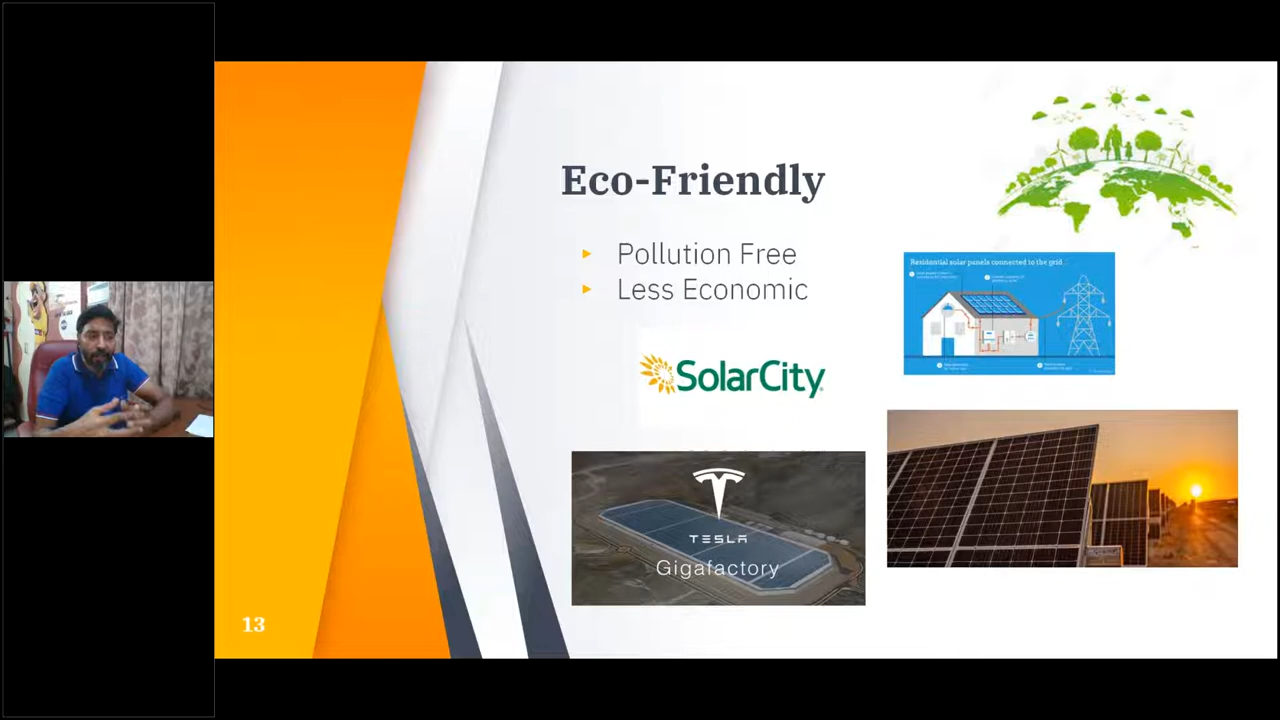 Eco-Friendly
Pollution Free
Less Economic
SolarCity
Residential solar panels connected to the grid
TESLA
Gigafactory
13